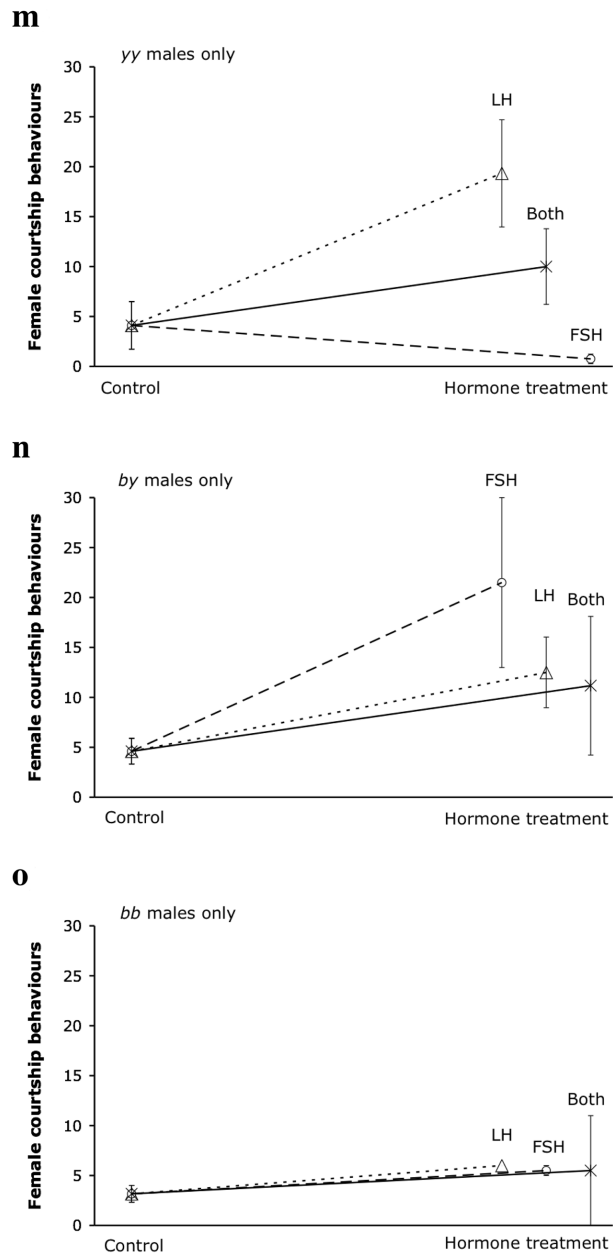 m
yy males only
Female courtship behaviours
30
25
20
15
10
5
0
LH
Both
FSH
Control
Hormone treatment
n
by males only
Female courtship behaviours
30
25
20
15
10
5
0
FSH
LH
Both
Control
Hormone treatment
o
bb males only
Female courtship behaviours
30
25
20
15
10
5
0
Both
LH
FSH
Control
Hormone treatment